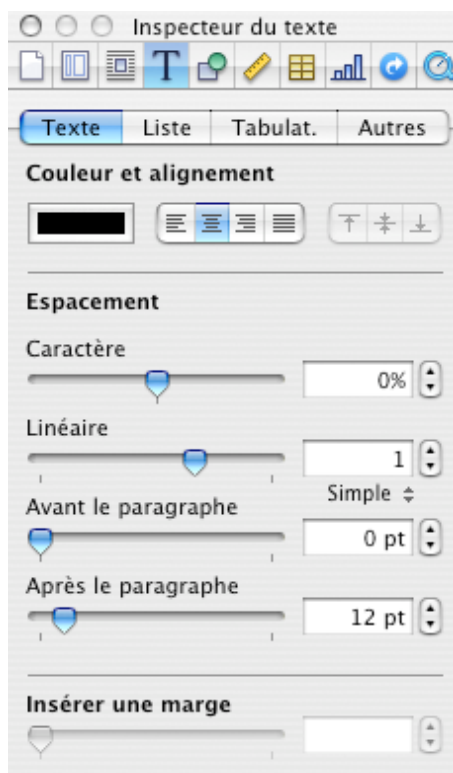 Inspecteur du texte
T
Texte Liste Tabulat. Autres
Couleur et alignement
Espacement
Caractère
0%
Linéaire
1
Simple
Avant le paragraphe
0 pt
Après le paragraphe
12 pt
Insérer une marge